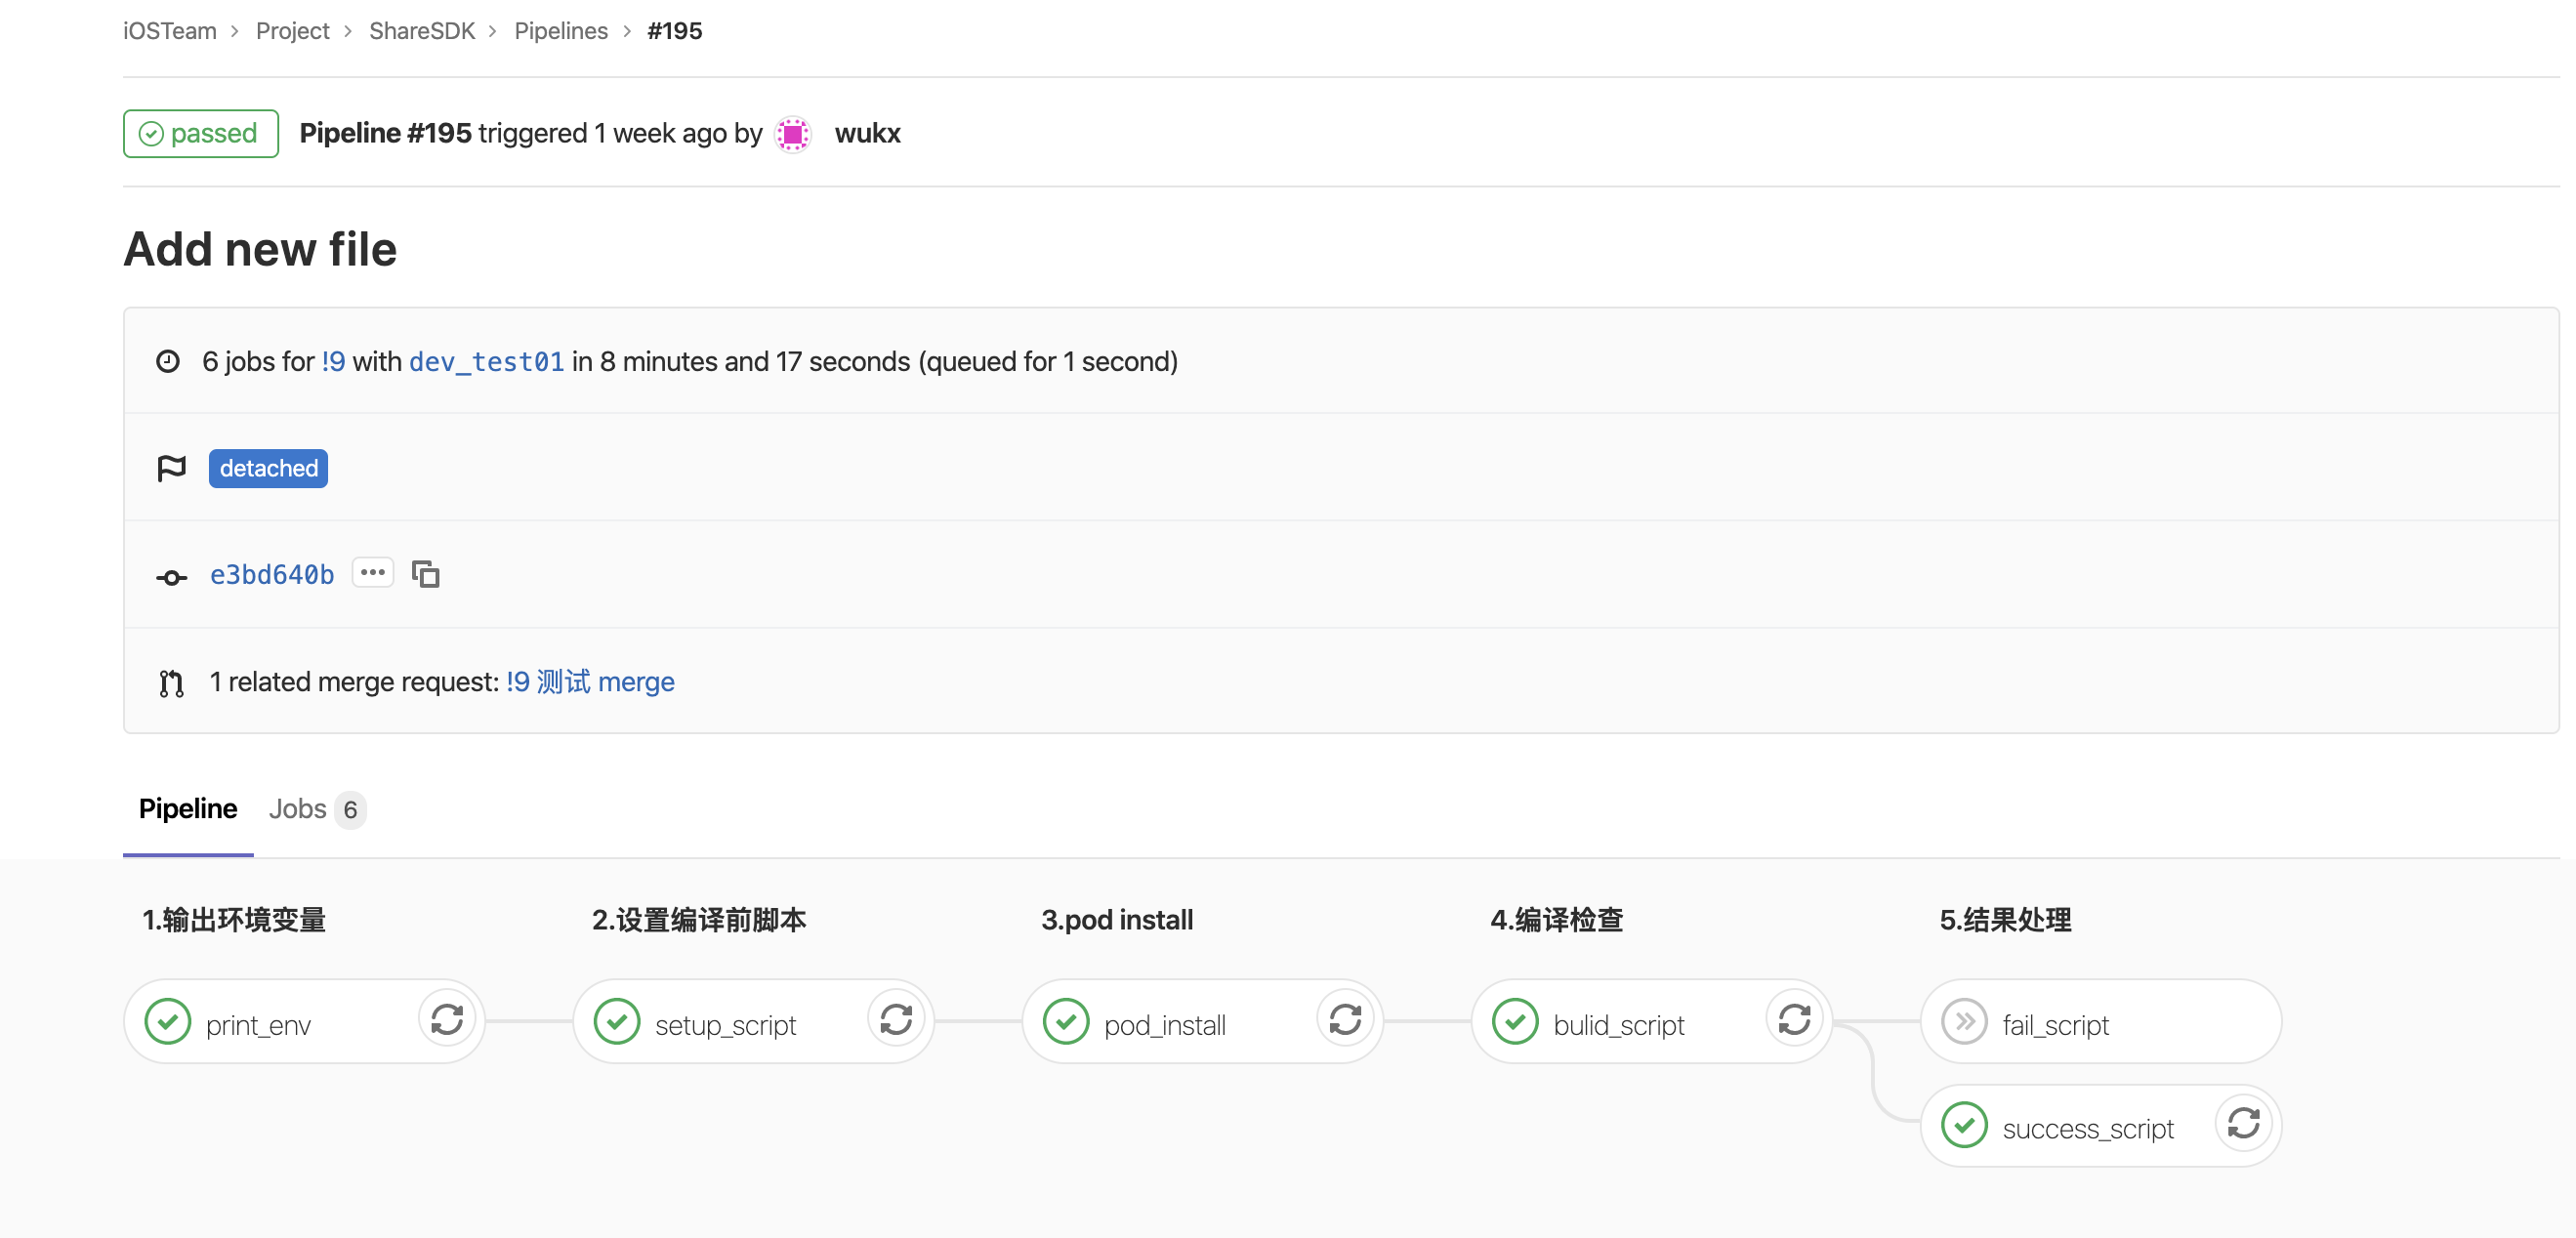 iOSTeam > Project > ShareSDK > Pipelines > #195
passed Pipeline #195 triggered 1 week ago by wukx
Add new file
6 jobs for !9 with dev_test01 in 8 minutes and 17 seconds (queued for 1 second)
detached
e3bd640b ...
1 related merge request: !9 测试 merge
Pipeline Jobs 6
1.输出环境变量 2.设置编译前脚本 3.pod install 4.编译检查 5.结果处理
print_env setup_script pod_install bulid_script fail_script
success_script